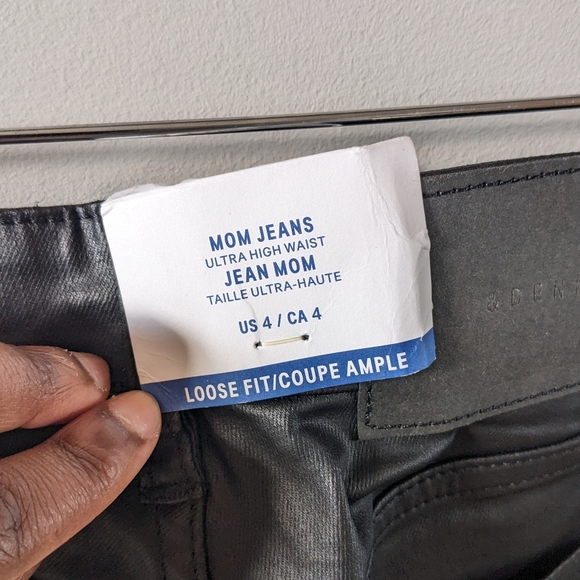 MOM JEANS
ULTRA HIGH WAIST
JEAN MOM
TAILLE ULTRA-HAUTE
US 4 / CA 4
LOOSE FIT/COUPE AMPLE